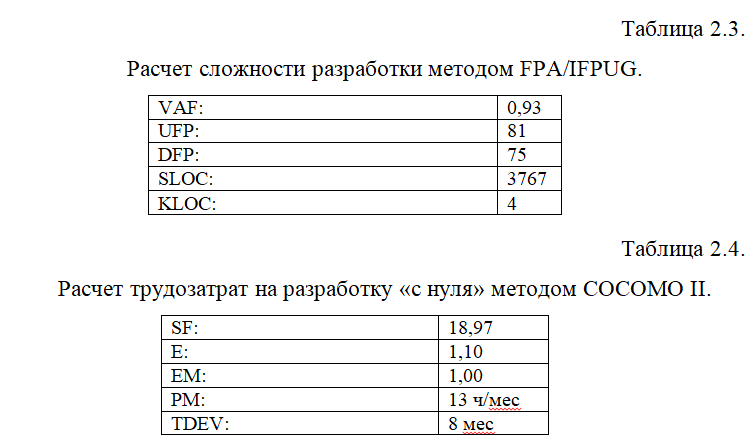 Таблица 2.3.
Расчет сложности разработки методом FPA/IFPUG.
VAF: 0,93
UFP: 81
DFP: 75
SLOC: 3767
KLOC: 4
Таблица 2.4.
Расчет трудозатрат на разработку «с нуля» методом COCOMO II.
SF: 18,97
E: 1,10
EM: 1,00
PM: 13 ч/мес
TDEV: 8 мес